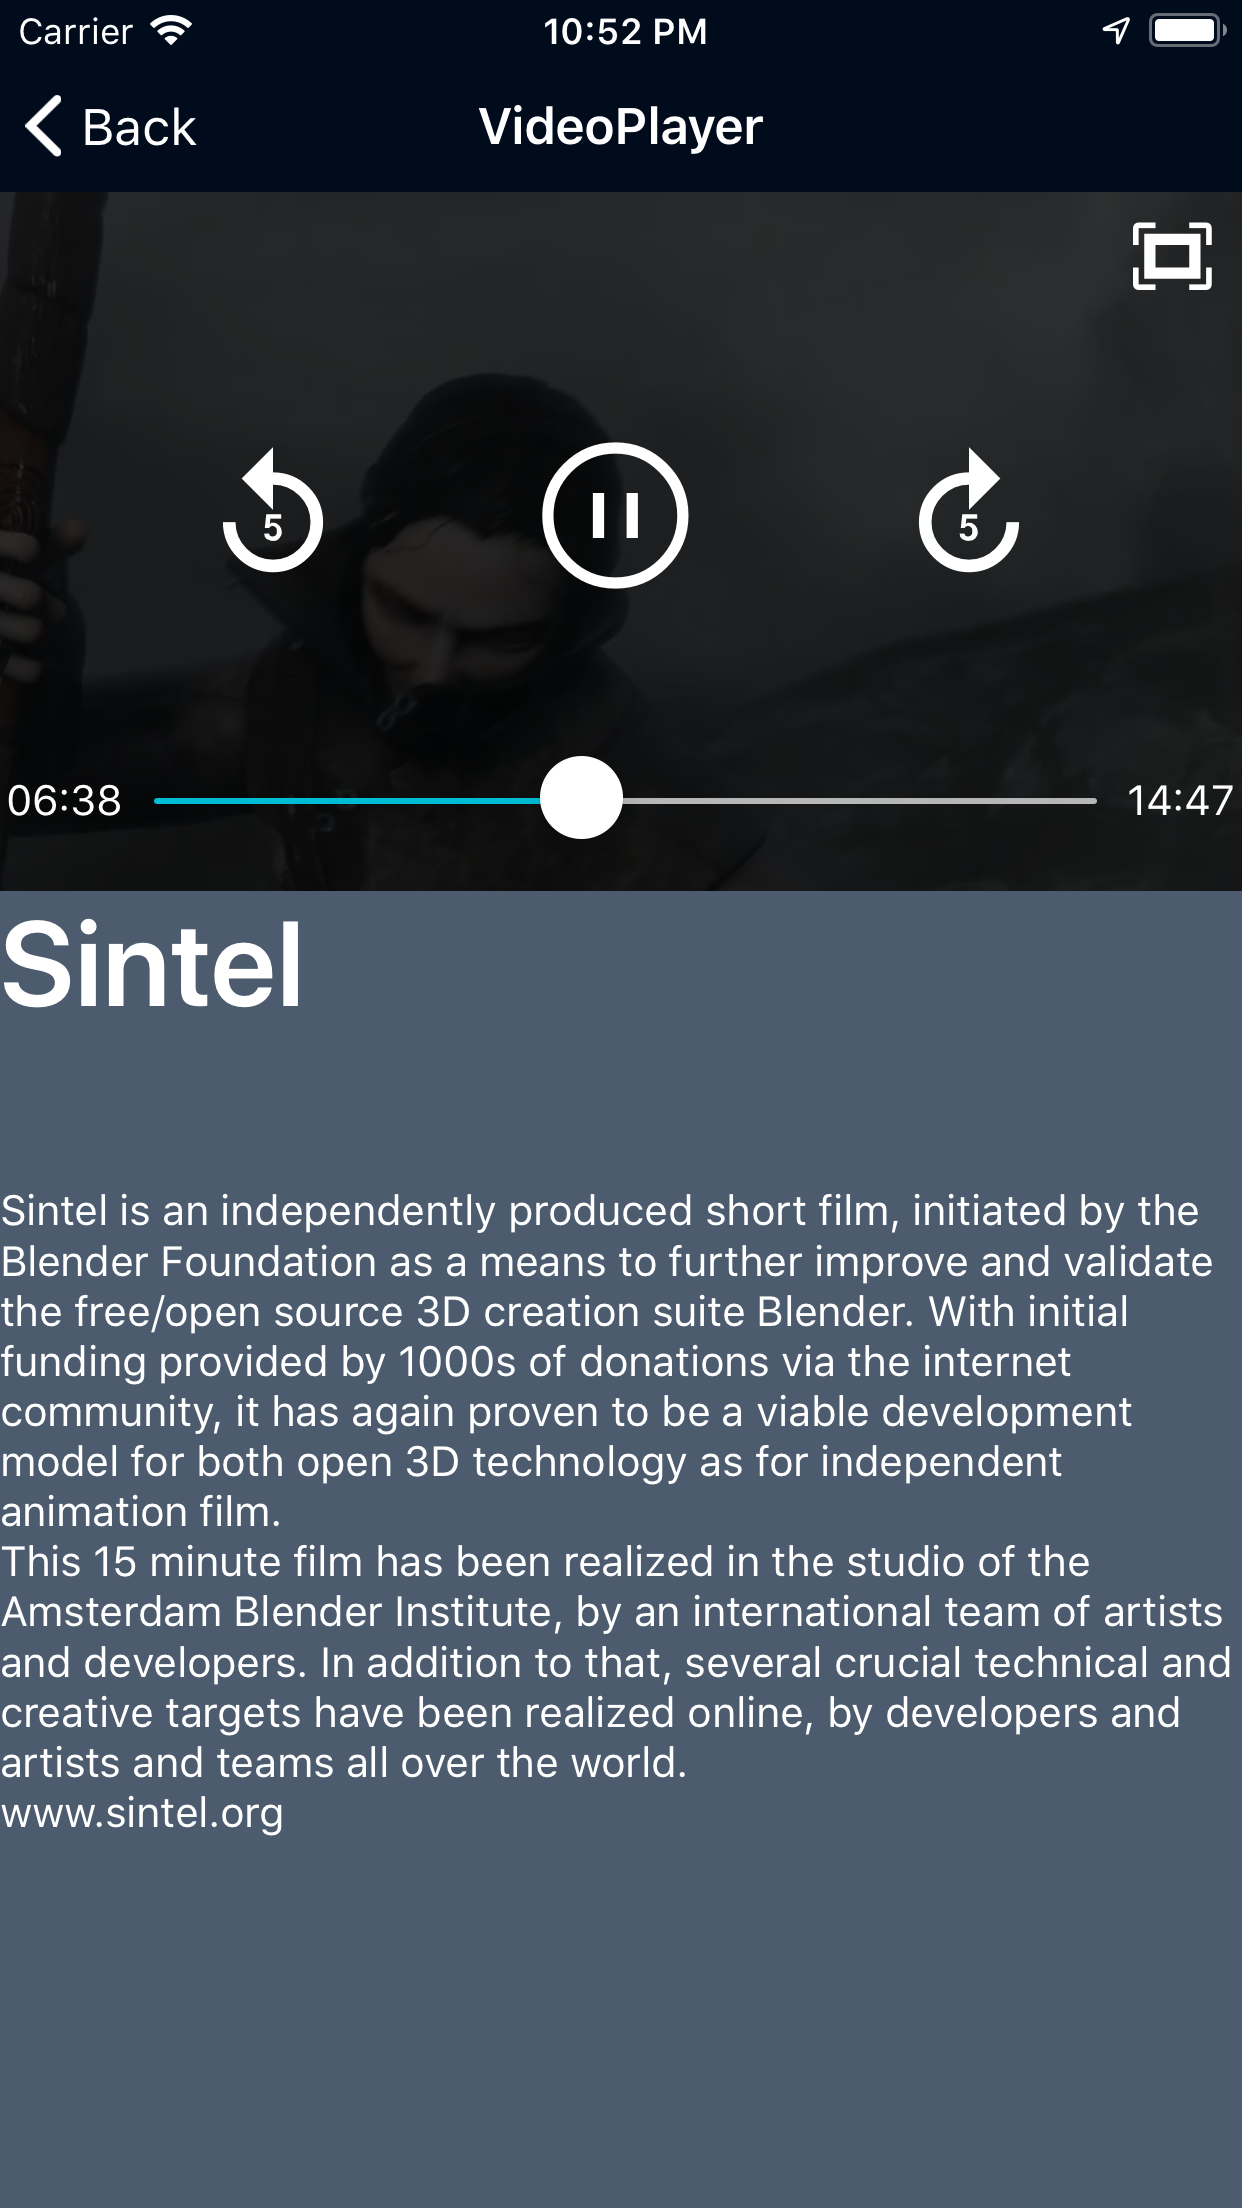 Carrier 10:52 PM
Back VideoPlayer
5 5
06:38 14:47
Sintel
Sintel is an independently produced short film, initiated by the
Blender Foundation as a means to further improve and validate
the free/open source 3D creation suite Blender. With initial
funding provided by 1000s of donations via the internet
community, it has again proven to be a viable development
model for both open 3D technology as for independent
animation film.
This 15 minute film has been realized in the studio of the
Amsterdam Blender Institute, by an international team of artists
and developers. In addition to that, several crucial technical and
creative targets have been realized online, by developers and
artists and teams all over the world.
www.sintel.org